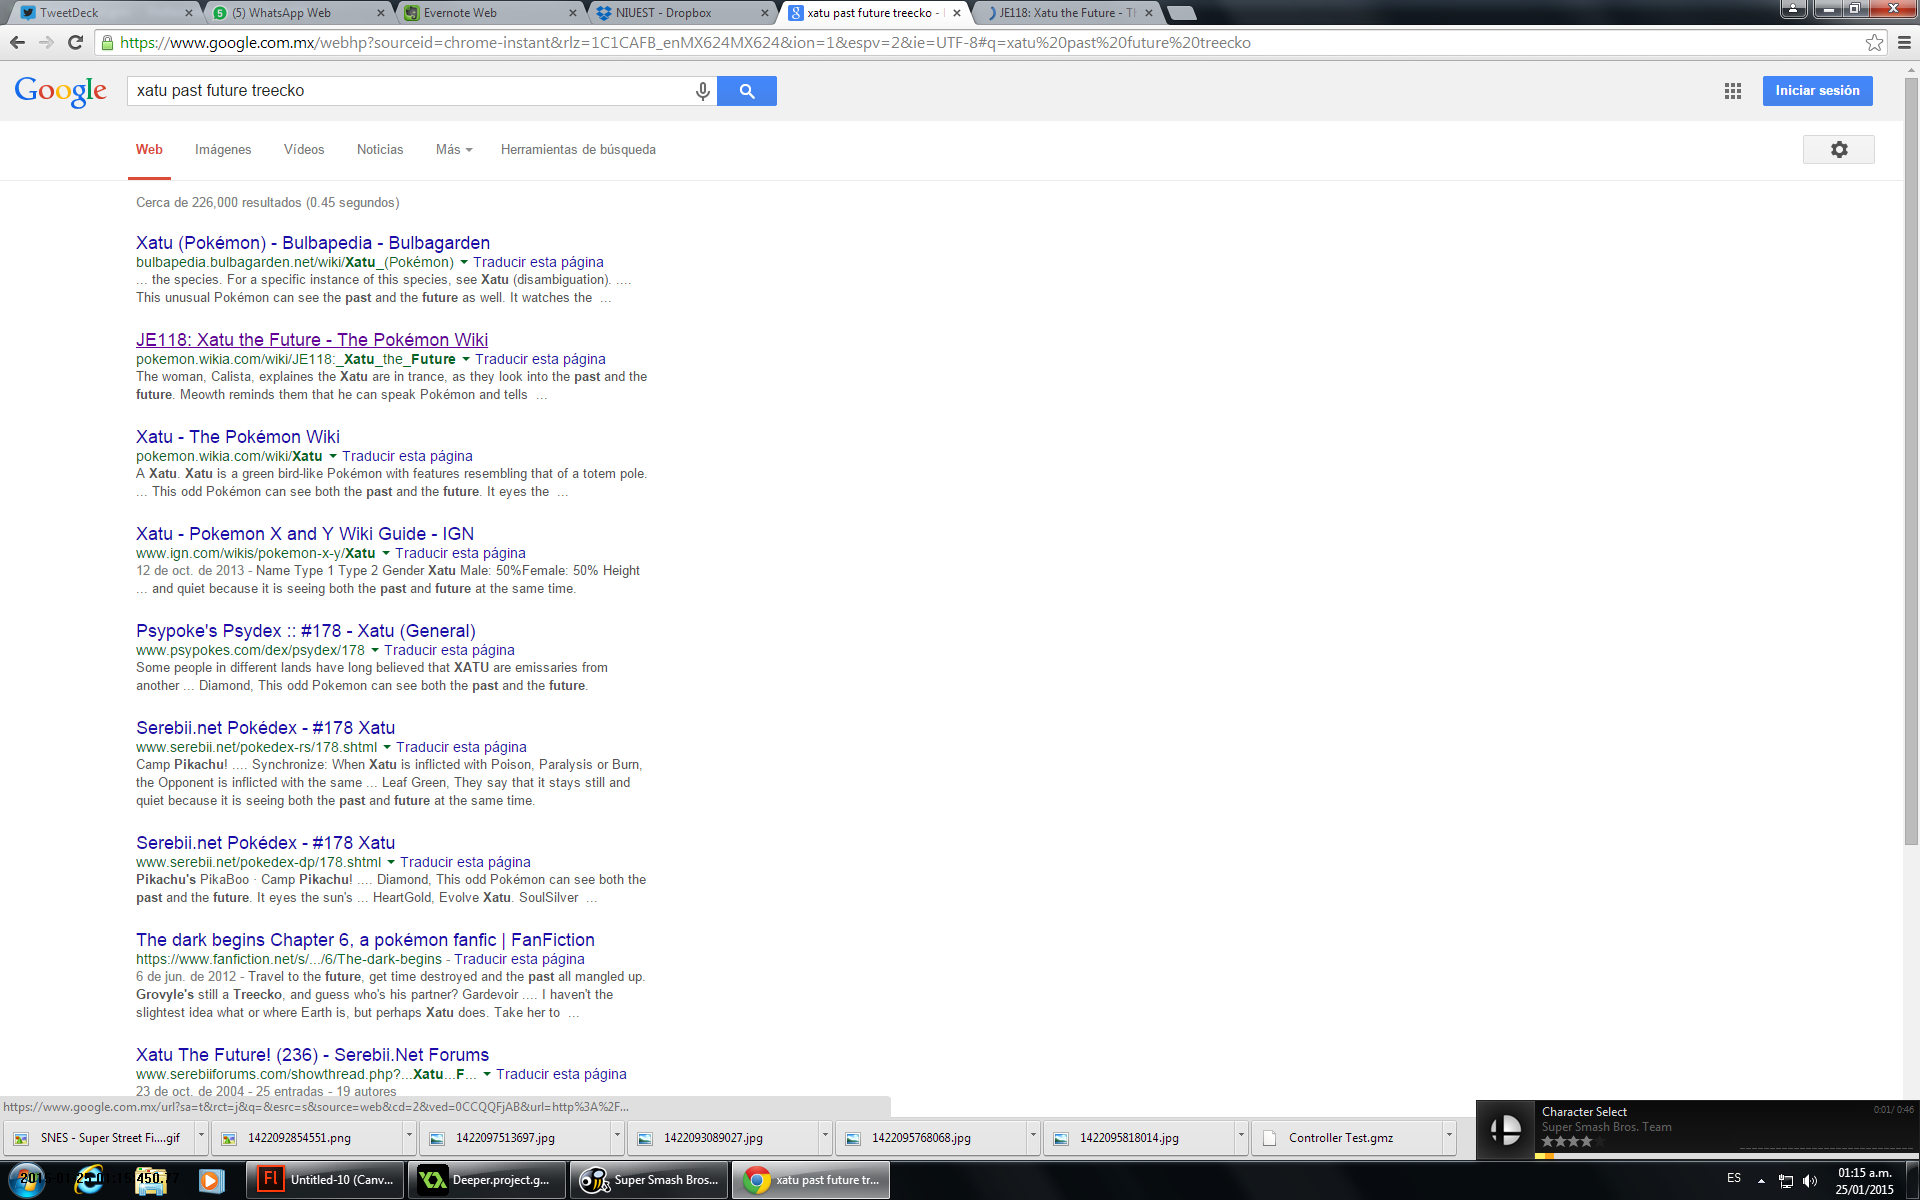 TweetDeck
(5) WhatsApp Web
Evernote Web
NIUEST - Dropbox
xatu past future treecko -
JE118: Xatu the Future - Th
https://www.google.com.mx/webhp?sourceid=chrome-instant&rlz=1C1CAFB_enMX624MX624&ion=1&espv=2&ie=UTF-8#q=xatu%20past%20future%20treecko
Google
xatu past future treecko
Iniciar sesión
Web
Imágenes
Vídeos
Noticias
Más
Herramientas de búsqueda
Cerca de 226,000 resultados (0.45 segundos)
Xatu (Pokémon) - Bulbapedia - Bulbagarden
bulbapedia.bulbagarden.net/wiki/Xatu_(Pokémon) Traducir esta página
... the species. For a specific instance of this species, see Xatu (disambiguation). ....
This unusual Pokémon can see the past and the future as well. It watches the ...
JE118: Xatu the Future - The Pokémon Wiki
pokemon.wikia.com/wiki/JE118:_Xatu_the_Future Traducir esta página
The woman, Calista, explaines the Xatu are in trance, as they look into the past and the
future. Meowth reminds them that he can speak Pokémon and tells ...
Xatu - The Pokémon Wiki
pokemon.wikia.com/wiki/Xatu Traducir esta página
A Xatu. Xatu is a green bird-like Pokémon with features resembling that of a totem pole.
... This odd Pokémon can see both the past and the future. It eyes the ...
Xatu - Pokemon X and Y Wiki Guide - IGN
www.ign.com/wikis/pokemon-x-y/Xatu Traducir esta página
12 de oct. de 2013 - Name Type 1 Type 2 Gender Xatu Male: 50%Female: 50% Height
... and quiet because it is seeing both the past and future at the same time.
Psypoke's Psydex :: #178 - Xatu (General)
www.psypokes.com/dex/psydex/178 Traducir esta página
Some people in different lands have long believed that XATU are emissaries from
another ... Diamond, This odd Pokemon can see both the past and the future.
Serebii.net Pokédex - #178 Xatu
www.serebii.net/pokedex-rs/178.shtml Traducir esta página
Camp Pikachu! .... Synchronize: When Xatu is inflicted with Poison, Paralysis or Burn,
the Opponent is inflicted with the same ... Leaf Green, They say that it stays still and
quiet because it is seeing both the past and future at the same time.
Serebii.net Pokédex - #178 Xatu
www.serebii.net/pokedex-dp/178.shtml Traducir esta página
Pikachu's PikaBoo · Camp Pikachu! .... Diamond, This odd Pokémon can see both the
past and the future. It eyes the sun's ... HeartGold, Evolve Xatu. SoulSilver ...
The dark begins Chapter 6, a pokémon fanfic | FanFiction
https://www.fanfiction.net/s/.../6/The-dark-begins - Traducir esta página
6 de jun. de 2012 - Travel to the future, get time destroyed and the past all mangled up.
Grovyle's still a Treecko, and guess who's his partner? Gardevoir .... I haven't the
slightest idea what or where Earth is, but perhaps Xatu does. Take her to ...
Xatu The Future! (236) - Serebii.Net Forums
www.serebiiforums.com/showthread.php?...Xatu...F... Traducir esta página
23 de oct. de 2004 - 25 entradas - 19 autores
https://www.google.com.mx/url?sa=t&rct=j&q=&esrc=s&source=web&cd=2&ved=0CCQQFjAB&url=http%3A%2F...
Character Select
0:01/ 0:46
Super Smash Bros. Team
SNES - Super Street Fi....gif
1422092854551.png
1422097513697.jpg
1422093089027.jpg
1422095768068.jpg
1422095818014.jpg
Controller Test.gmz
Untitled-10 (Canv...
Deeper.project.g...
Super Smash Bros...
xatu past future tr...
ES
01:15 a.m.
25/01/2015